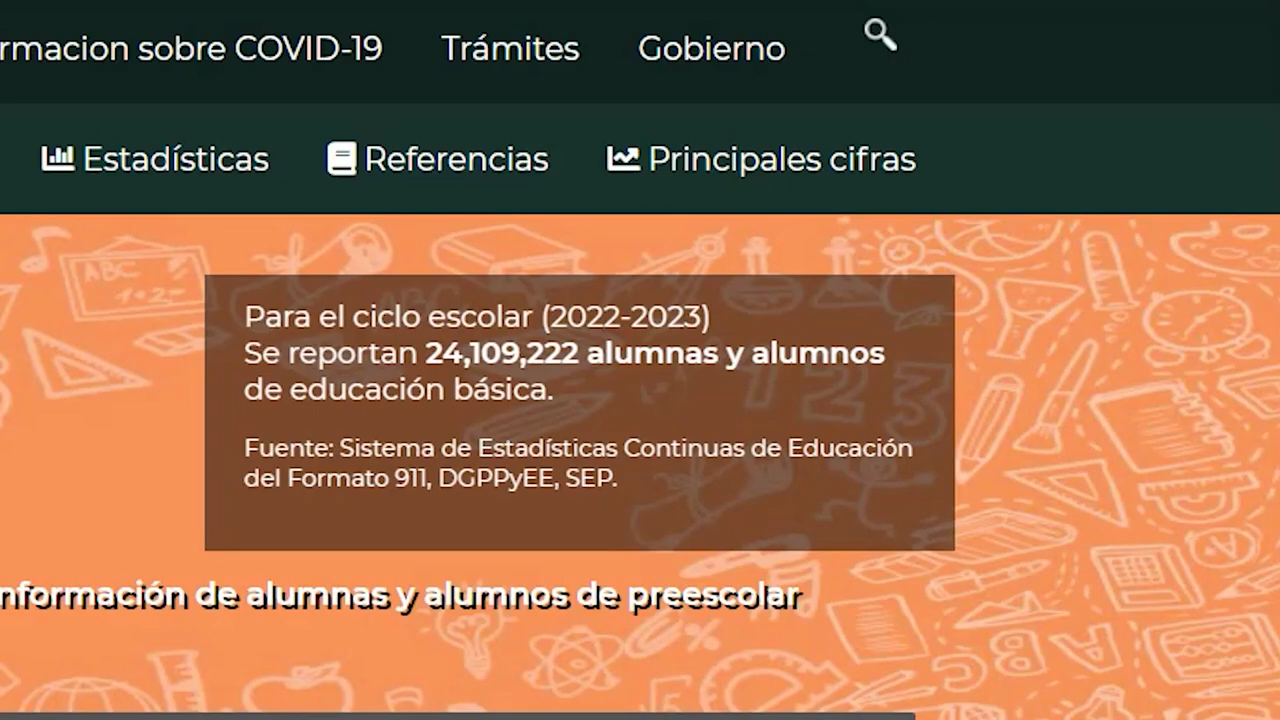 rmacion sobre COVID-19 Trámites Gobierno
Estadísticas Referencias Principales cifras
Para el ciclo escolar (2022-2023)
Se reportan 24,109,222 alumnas y alumnos
de educación básica.
Fuente: Sistema de Estadísticas Continuas de Educación
del Formato 911, DGPPyEE, SEP.
nformación de alumnas y alumnos de preescolar